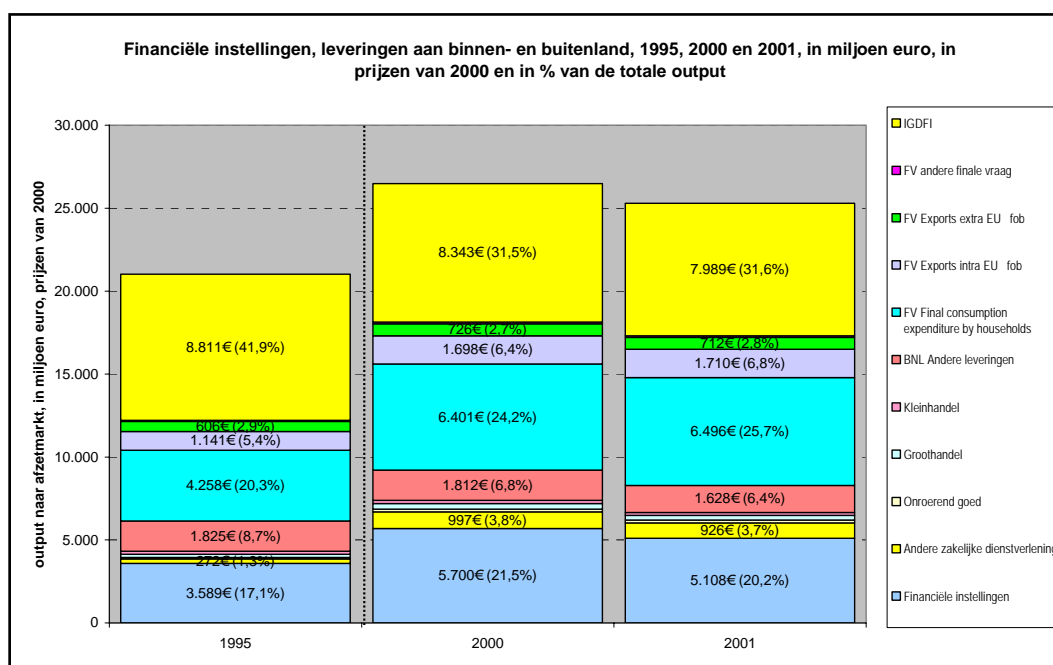 Financiële instellingen, leveringen aan binnen- en buitenland, 1995, 2000 en 2001, in miljoen euro, in
prijzen van 2000 en in % van de totale output
output naar afzetmarkt, in miljoen euro, prijzen van 2000
30.000
25.000
20.000
15.000
10.000
5.000
0
8.811€ (41,9%)
606€ (2,9%)
1.141€ (5,4%)
4.258€ (20,3%)
1.825€ (8,7%)
272€ (1,3%)
3.589€ (17,1%)
8.343€ (31,5%)
726€ (2,7%)
1.698€ (6,4%)
6.401€ (24,2%)
1.812€ (6,8%)
997€ (3,8%)
5.700€ (21,5%)
7.989€ (31,6%)
712€ (2,8%)
1.710€ (6,8%)
6.496€ (25,7%)
1.628€ (6,4%)
926€ (3,7%)
5.108€ (20,2%)
1995
2000
2001
IGDFI
FV andere finale vraag
FV Exports extra EU fob
FV Exports intra EU fob
FV Final consumption
expenditure by households
BNL Andere leveringen
Kleinhandel
Groothandel
Onroerend goed
Andere zakelijke dienstverlening
Financiële instellingen